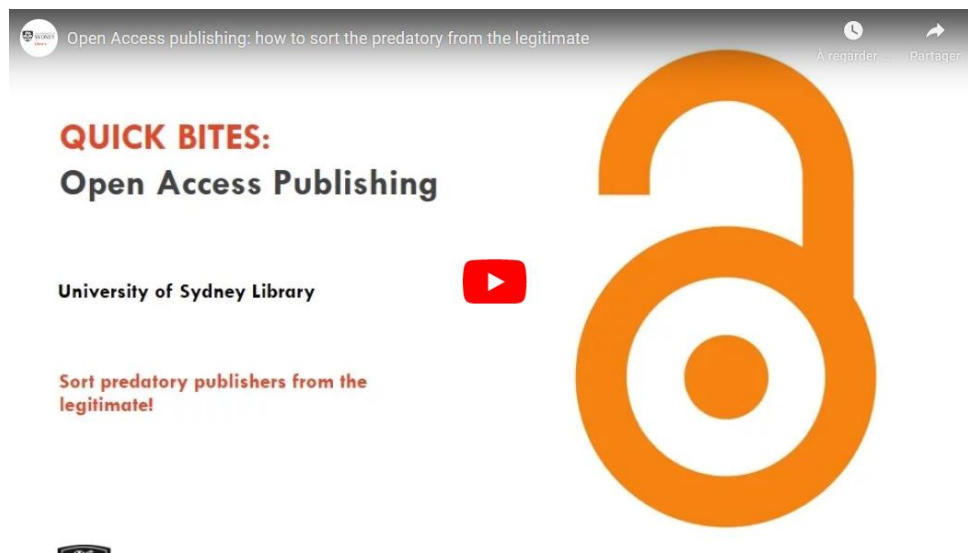 Open Access publishing: how to sort the predatory from the legitimate
À regarder ...
Partager
QUICK BITES:
Open Access Publishing
University of Sydney Library
Sort predatory publishers from the
legitimate!